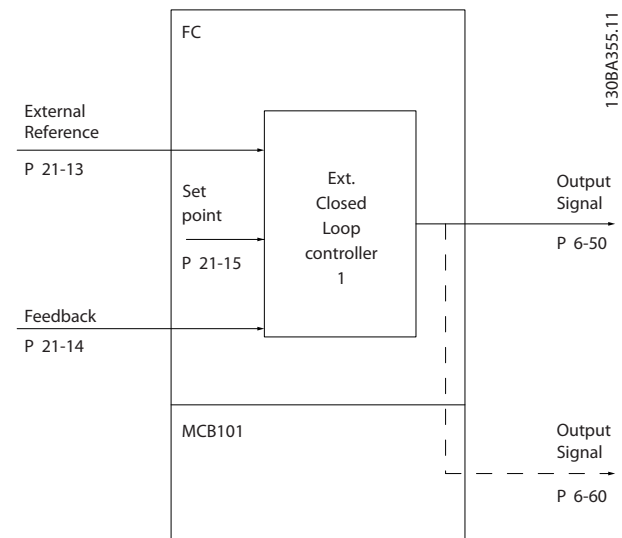 FC
130BA355.11
External
Reference
P 21-13
Set
point
P 21-15
Feedback
P 21-14
Ext.
Closed
Loop
controller
1
Output
Signal
P 6-50
MCB101
Output
Signal
P 6-60